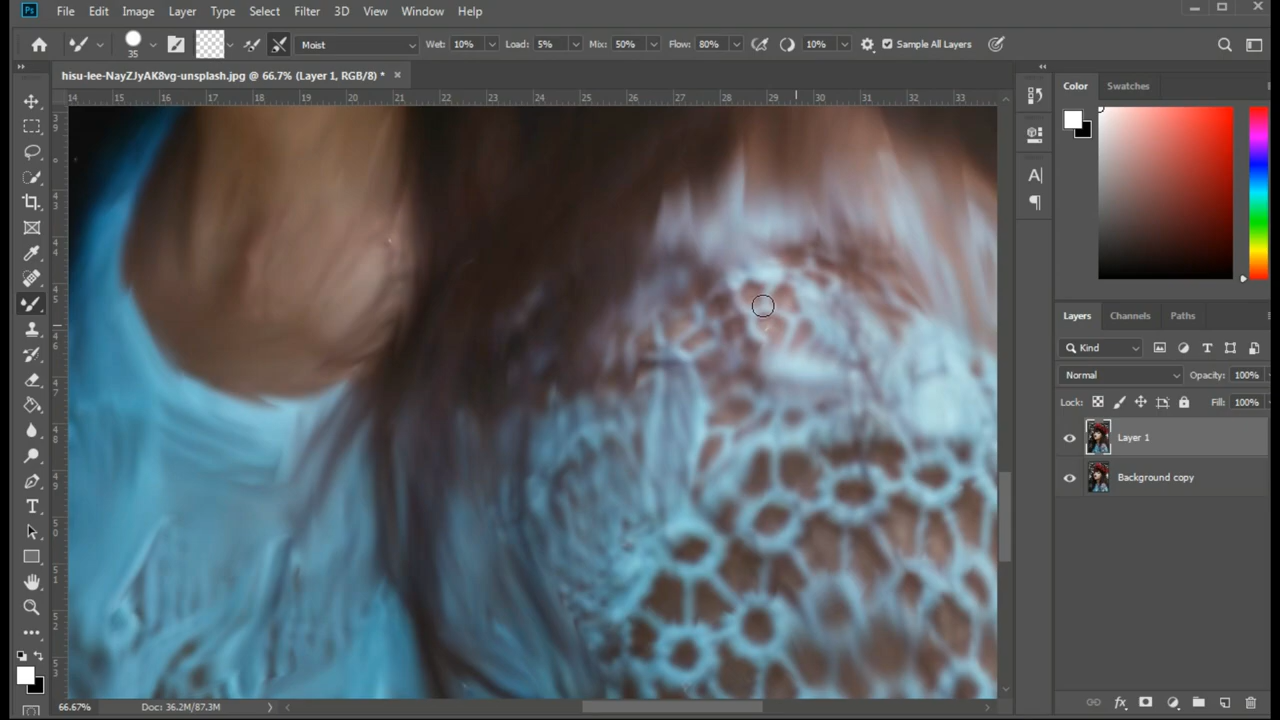 Ps File Edit Image Layer Type Select Filter 3D View Window Help
35 Moist Wet: 10% Load: 5% Mix: 50% Flow: 80% 10% Sample All Layers
hisu-lee-NayZJyAK8vg-unsplash.jpg @ 66.7% (Layer 1, RGB/8) *
14 15 16 17 18 19 20 21 22 23 24 25 26 27 28 29 30 31 32 33
Color Swatches
Layers Channels Paths
Kind
Normal Opacity: 100%
Lock: Fill: 100%
Layer 1
Background copy
66.67% Doc: 36.2M/87.3M